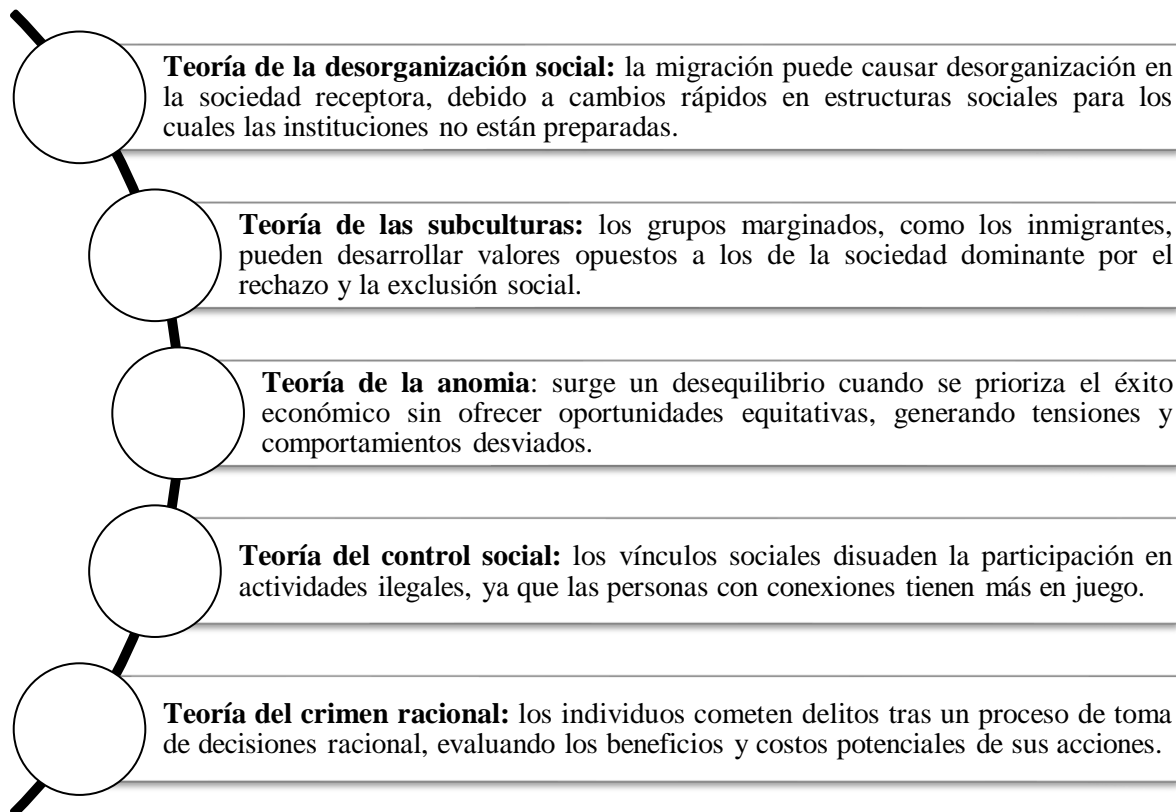 Teoría de la desorganización social: la migración puede causar desorganización en
la sociedad receptora, debido a cambios rápidos en estructuras sociales para los
cuales las instituciones no están preparadas.
Teoría de las subculturas: los grupos marginados, como los inmigrantes,
pueden desarrollar valores opuestos a los de la sociedad dominante por el
rechazo y la exclusión social.
Teoría de la anomia: surge un desequilibrio cuando se prioriza el éxito
económico sin ofrecer oportunidades equitativas, generando tensiones y
comportamientos desviados.
Teoría del control social: los vínculos sociales disuaden la participación en
actividades ilegales, ya que las personas con conexiones tienen más en juego.
Teoría del crimen racional: los individuos cometen delitos tras un proceso de toma
de decisiones racional, evaluando los beneficios y costos potenciales de sus acciones.